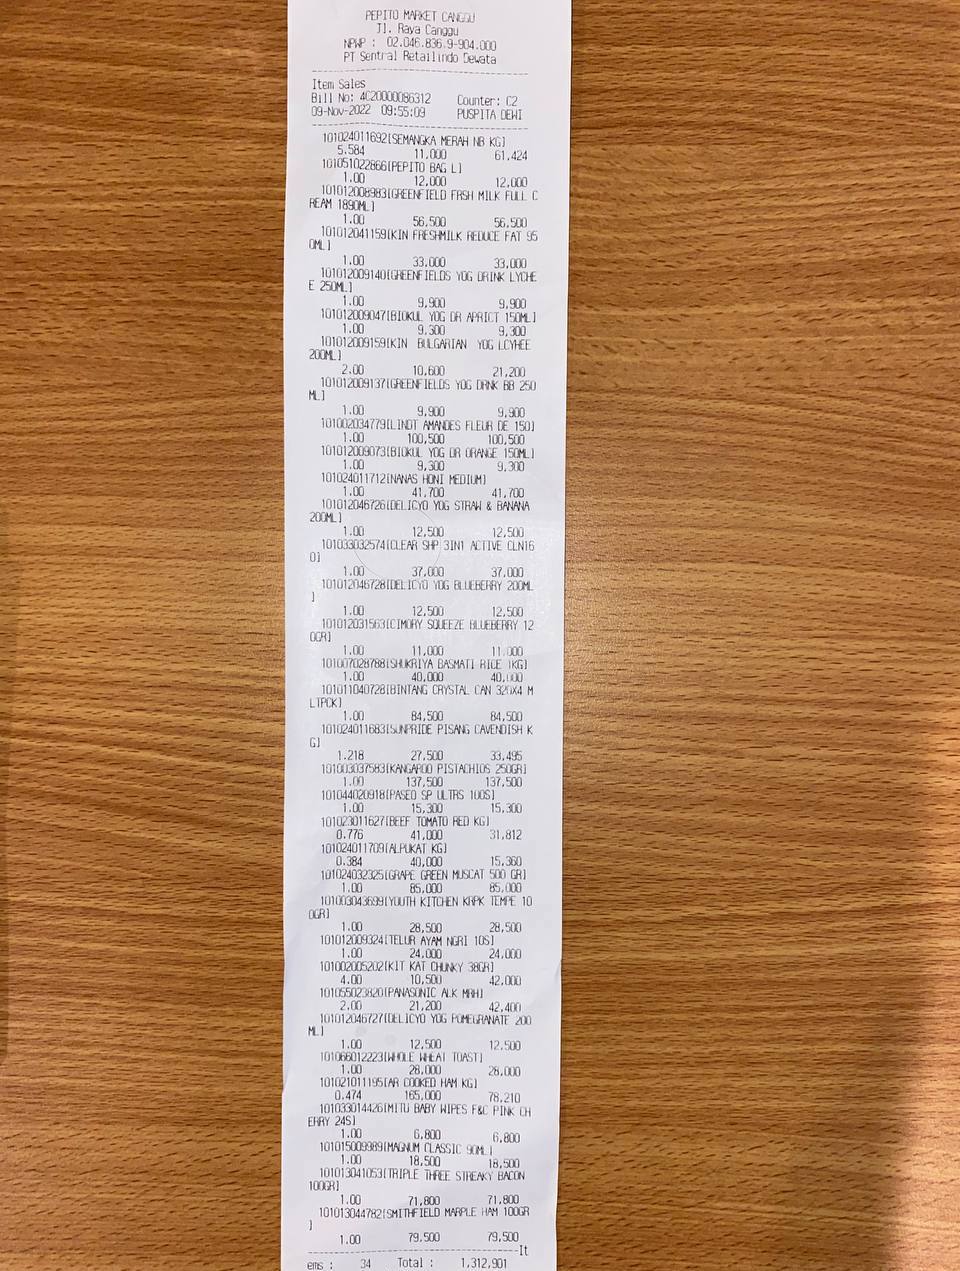 PEPITO MARKET CANGGU
Jl. Raya Canggu
NPWP : 02.046.836.9-904.000
PT Sentral Retailindo Dewata
Item Sales
Bill No: 4C20000086312 Counter: C2
09-Nov-2022 09:55:09 PUSPITA DEWI
101024011692[SEMANGKA MERAH NB KG]
5.584 11,000 61,424
101051022866[PEPITO BAG L]
1.00 12,000 12,000
101012008983[GREENFIELD FRSH MILK FULL C
REAM 1890ML]
1.00 56,500 56,500
101012041159[KIN FRESHMILK REDUCE FAT 95
0ML]
1.00 33,000 33,000
101012009140[GREENFIELDS YOG DRINK LYCHE
E 250ML]
1.00 9,900 9,900
101012009047[BIOKUL YOG DR APRICT 150ML]
1.00 9,300 9,300
101012009159[KIN BULGARIAN YOG LCYHEE
200ML]
2.00 10,600 21,200
101012009137[GREENFIELDS YOG DRNK BB 250
ML]
1.00 9,900 9,900
101002034779[LINDT AMANDES FLEUR DE 150]
1.00 100,500 100,500
101012009073[BIOKUL YOG DR ORANGE 150ML]
1.00 9,300 9,300
101024011712[NANAS HONI MEDIUM]
1.00 41,700 41,700
101012046726[DELICYO YOG STRAW & BANANA
200ML]
1.00 12,500 12,500
101033032574[CLEAR SHP 3IN1 ACTIVE CLN16
0]
1.00 37,000 37,000
101012046728[DELICYO YOG BLUEBERRY 200ML
]
1.00 12,500 12,500
101012031563[CIMORY SQUEEZE BLUEBERRY 12
0GR]
1.00 11,000 11,000
101007028788[SHUKRIYA BASMATI RICE 1KG]
1.00 40,000 40,000
101011040728[BINTANG CRYSTAL CAN 320X4 M
LTPCK]
1.00 84,500 84,500
101024011683[SUNPRIDE PISANG CAVENDISH K
G]
1.218 27,500 33,495
101003037583[KANGAROO PISTACHIOS 250GR]
1.00 137,500 137,500
101044020918[PASEO SP ULTRS 100S]
1.00 15,300 15,300
101023011627[BEEF TOMATO RED KG]
0.776 41,000 31,812
101024011709[ALPUKAT KG]
0.384 40,000 15,360
101024032325[GRAPE GREEN MUSCAT 500 GR]
1.00 85,000 85,000
101003043699[YOUTH KITCHEN KRPK TEMPE 10
0GR]
1.00 28,500 28,500
101012009324[TELUR AYAM NGRI 10S]
1.00 24,000 24,000
101002005202[KIT KAT CHUNKY 38GR]
4.00 10,500 42,000
101055023820[PANASONIC ALK MRH]
2.00 21,200 42,400
101012046727[DELICYO YOG POMEGRANATE 200
ML]
1.00 12,500 12,500
101066012223[WHOLE WHEAT TOAST]
1.00 28,000 28,000
101021011195[AR COOKED HAM KG]
0.474 165,000 78,210
101033014426[MITU BABY WIPES F&C PINK CH
ERRY 24S]
1.00 6,800 6,800
101015009989[MAGNUM CLASSIC 90ML]
1.00 18,500 18,500
101013041053[TRIPLE THREE STREAKY BACON
100GR]
1.00 71,800 71,800
101013044782[SMITHFIELD MARPLE HAM 100GR
]
1.00 79,500 79,500
It
ems : 34 Total : 1,312,901